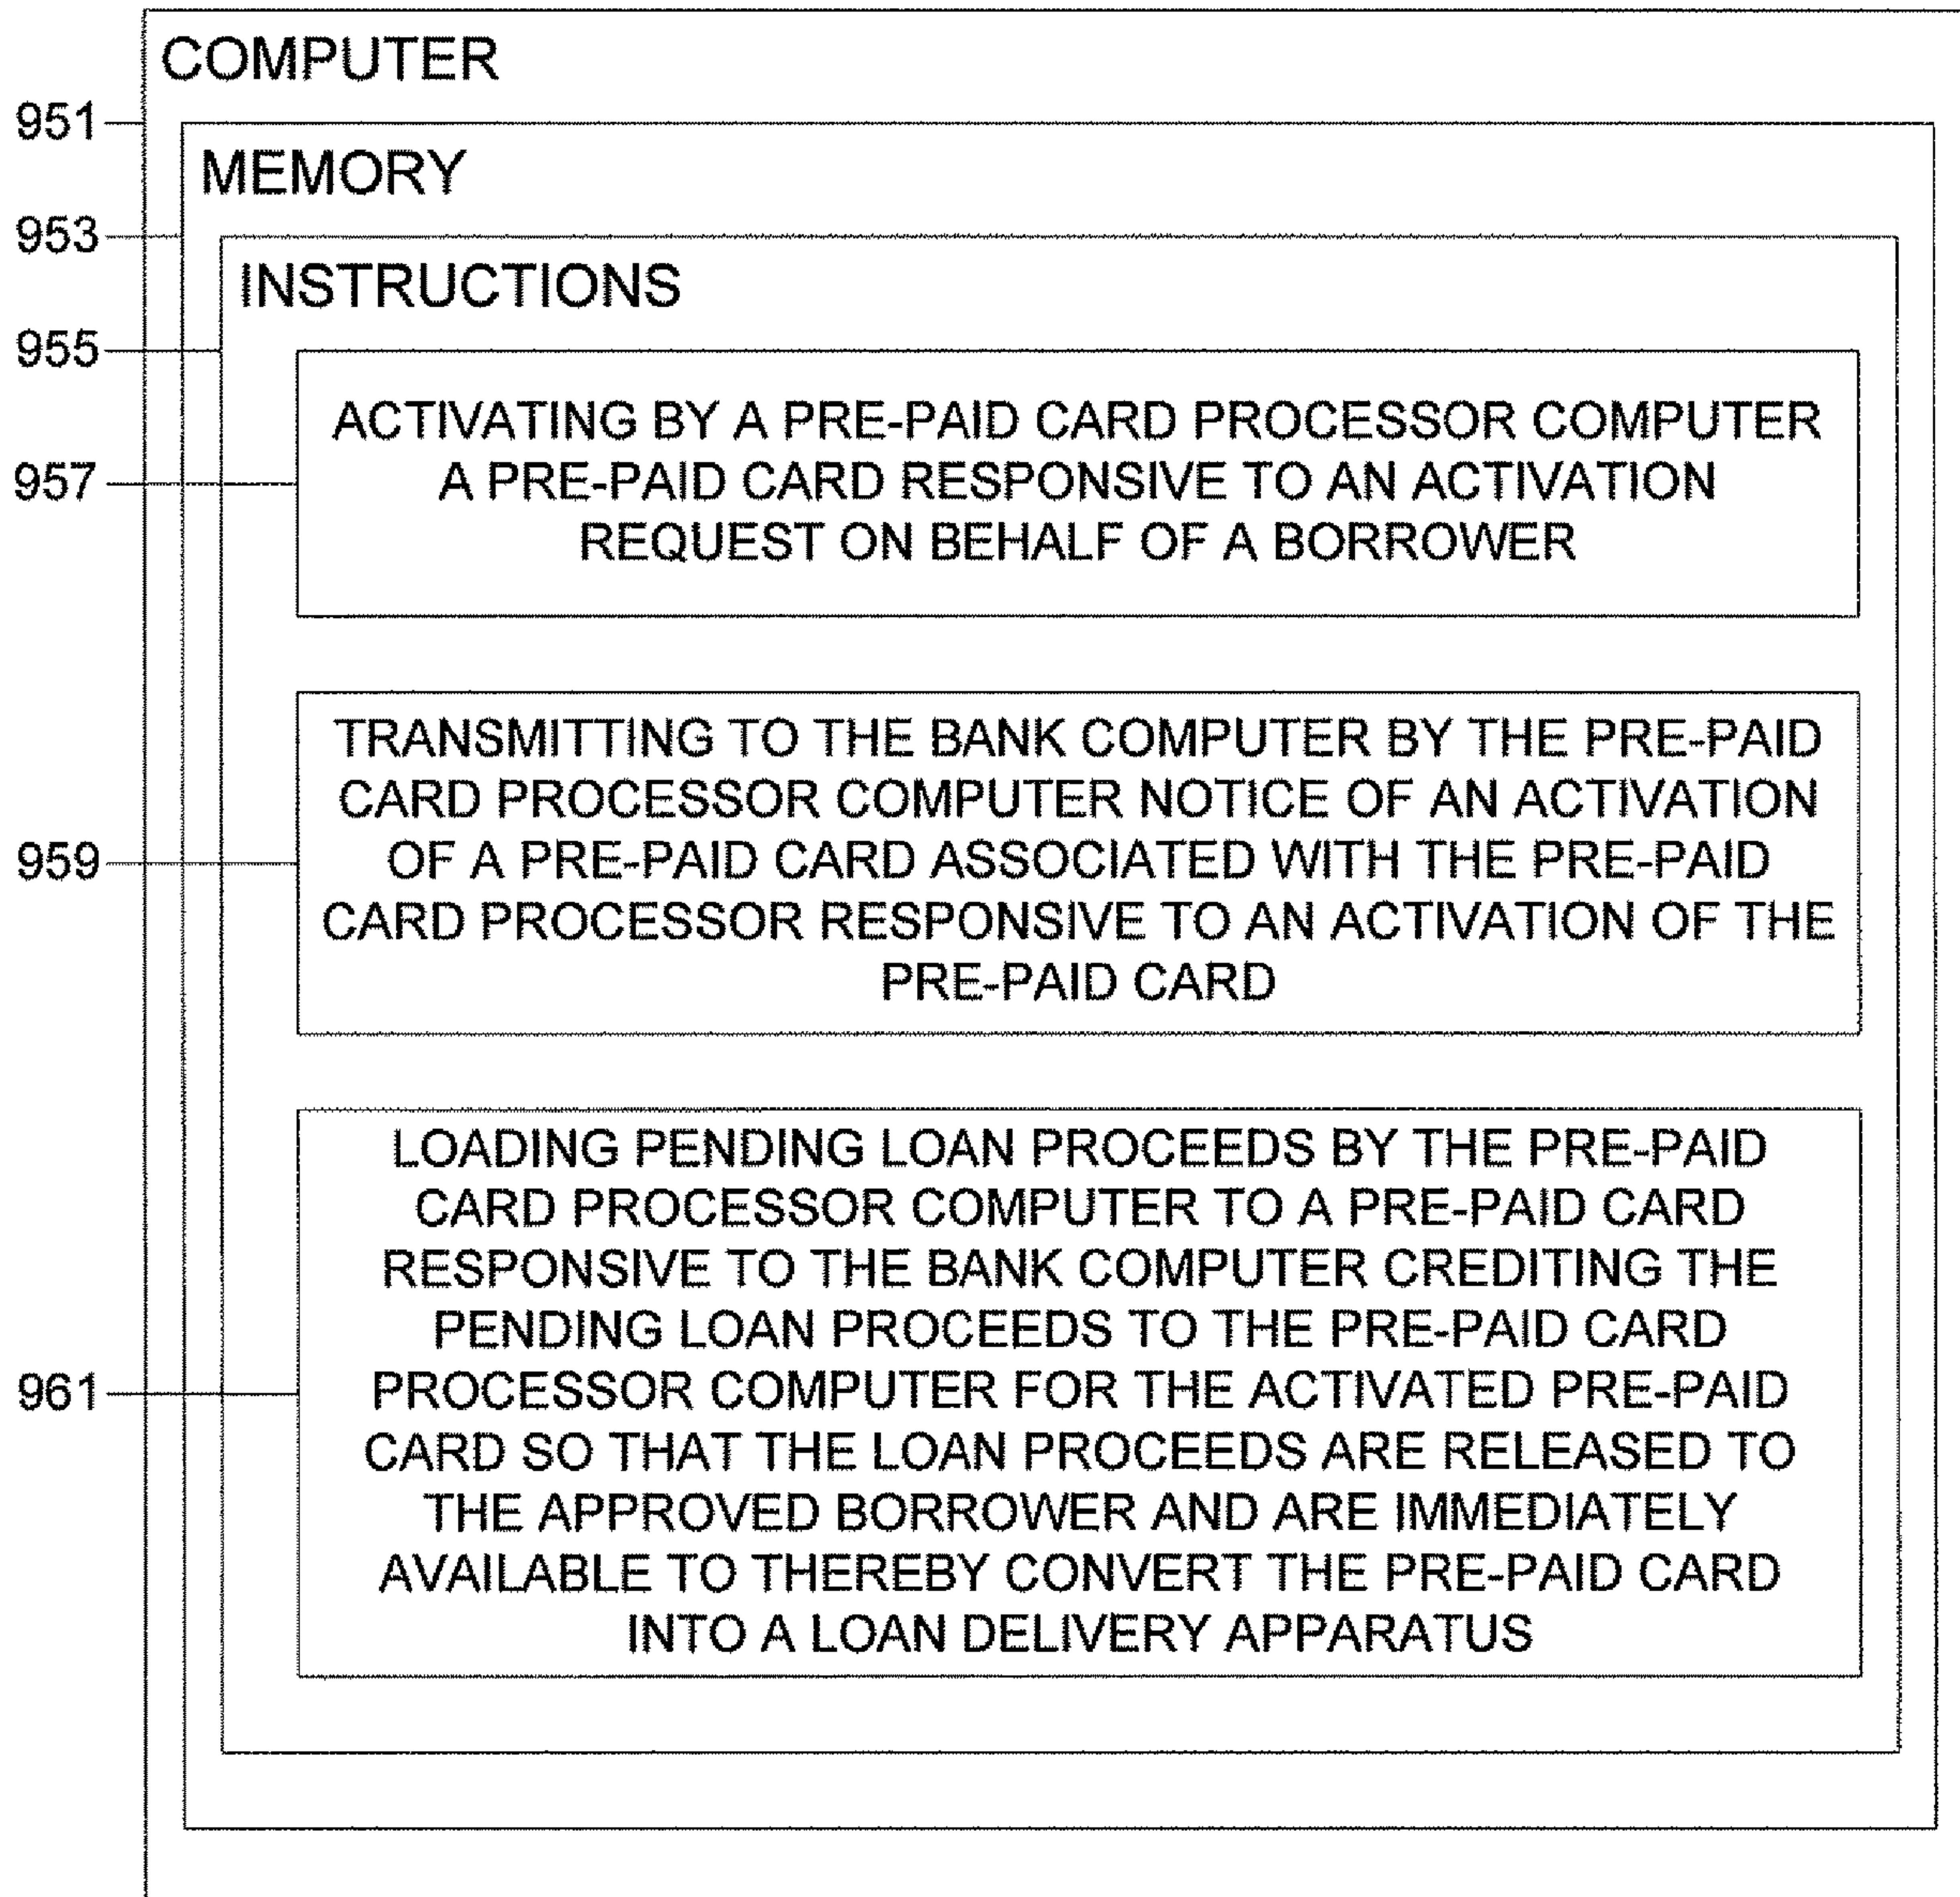 COMPUTER
951
MEMORY
953
INSTRUCTIONS
955
ACTIVATING BY A PRE-PAID CARD PROCESSOR COMPUTER
957
A PRE-PAID CARD RESPONSIVE TO AN ACTIVATION
REQUEST ON BEHALF OF A BORROWER
TRANSMITTING TO THE BANK COMPUTER BY THE PRE-PAID
CARD PROCESSOR COMPUTER NOTICE OF AN ACTIVATION
959
OF A PRE-PAID CARD ASSOCIATED WITH THE PRE-PAID
CARD PROCESSOR RESPONSIVE TO AN ACTIVATION OF THE
PRE-PAID CARD
LOADING PENDING LOAN PROCEEDS BY THE PRE-PAID
CARD PROCESSOR COMPUTER TO A PRE-PAID CARD
RESPONSIVE TO THE BANK COMPUTER CREDITING THE
PENDING LOAN PROCEEDS TO THE PRE-PAID CARD
961
PROCESSOR COMPUTER FOR THE ACTIVATED PRE-PAID
CARD SO THAT THE LOAN PROCEEDS ARE RELEASED TO
THE APPROVED BORROWER AND ARE IMMEDIATELY
AVAILABLE TO THEREBY CONVERT THE PRE-PAID CARD
INTO A LOAN DELIVERY APPARATUS